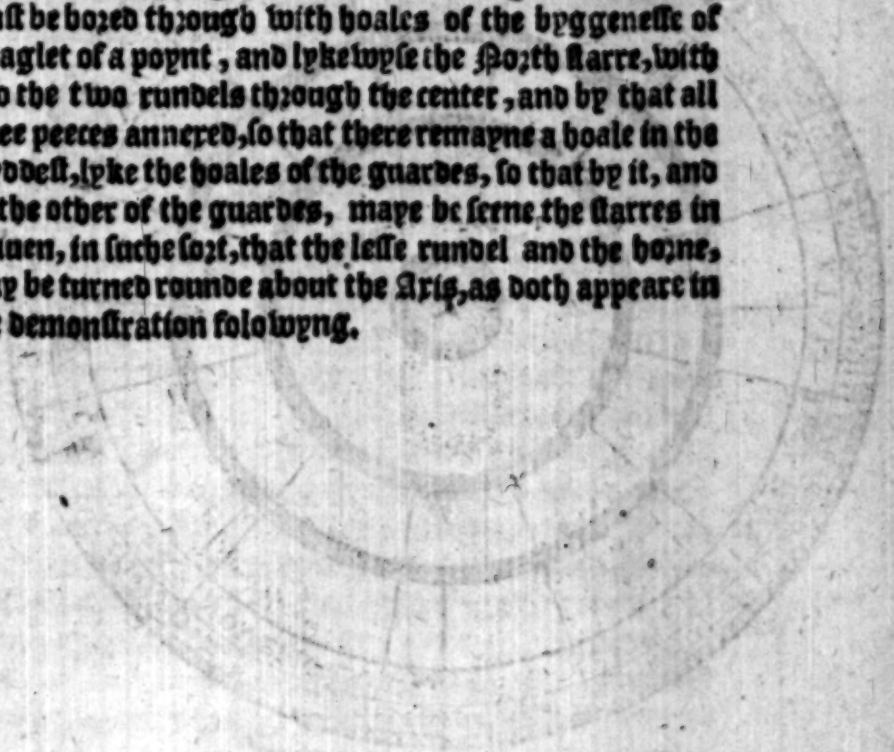 ust be bored through with hoales of the byggenesse of
aglet of a poynt, and lykewyse the North starre, with
o the two rundels through the center, and by that all
ee peeces annexed, so that there remayne a hoale in the
ddest, lyke the hoales of the guardes, so that by it, and
the other of the guardes, maye be seene the starres in
auen, in suche sort, that the lesse rundel and the horne,
y be turned rounde about the Axis, as doth appeare in
e demonstration folowyng.